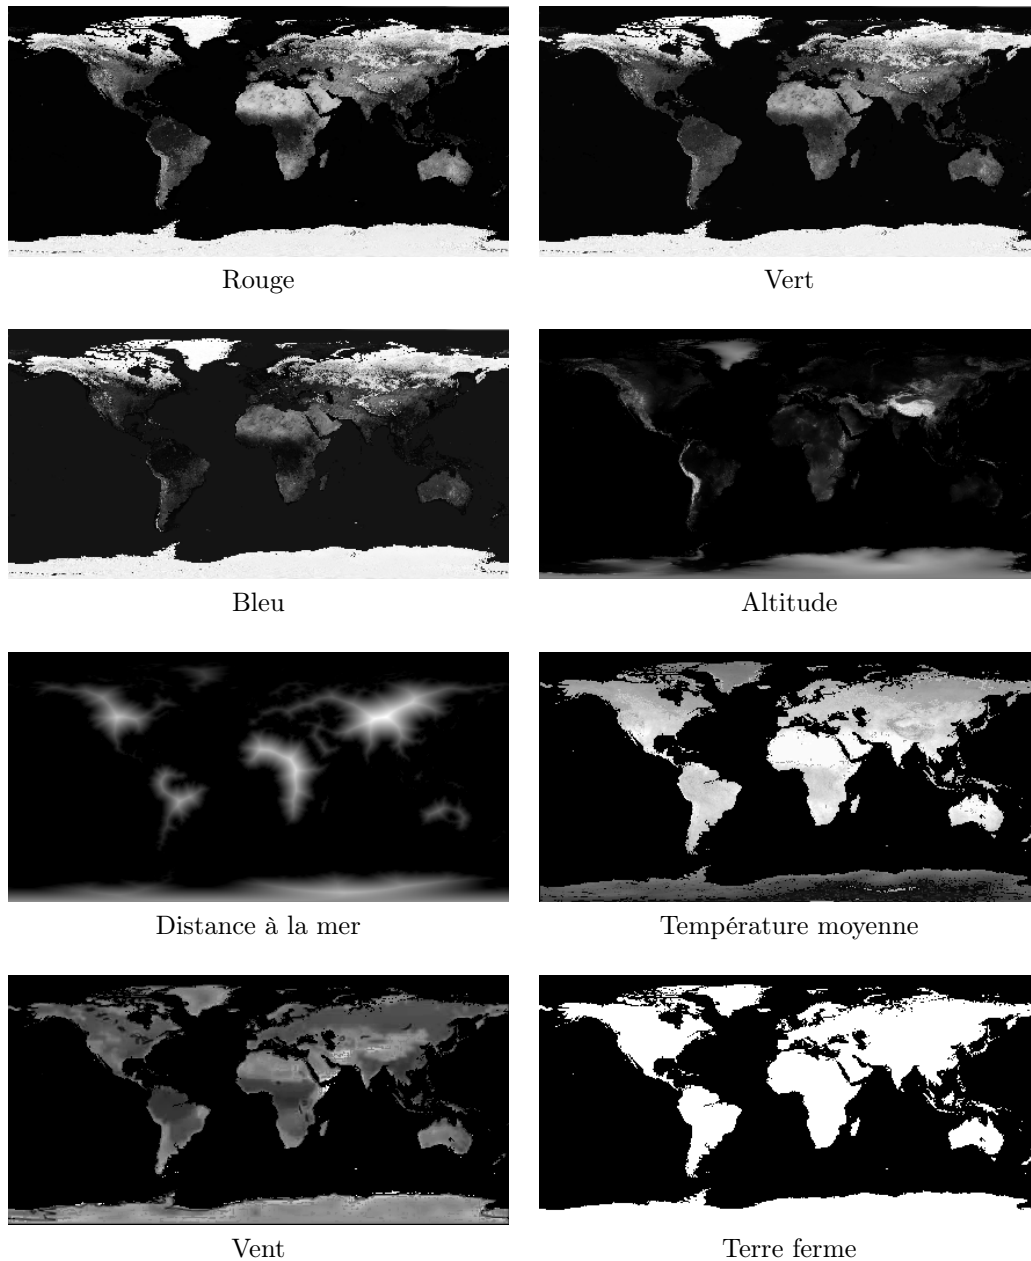 Rouge
Vert
Bleu
Altitude
Distance à la mer
Température moyenne
Vent
Terre ferme